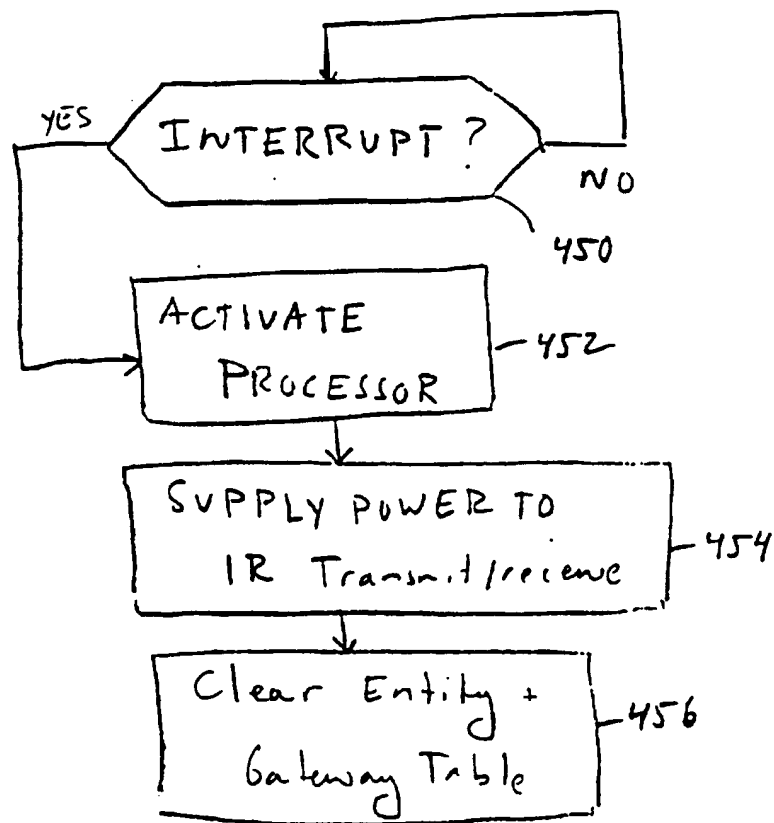 YES
INTERRUPT?
NO
450
ACTIVATE
PROCESSOR
452
SUPPLY POWER TO
IR Transmit/recieve
454
Clear Entity +
Gateway Table
456